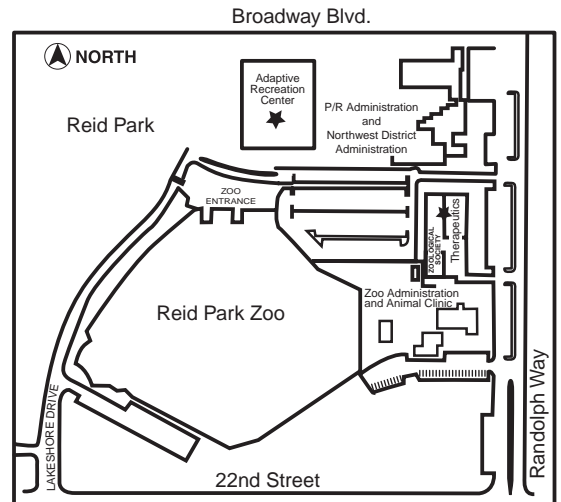 Broadway Blvd.
NORTH
Adaptive
Recreation
Center
P/R Administration
and
Northwest District
Administration
Reid Park
ZOO
ENTRANCE
ZOOLOGICAL
SOCIETY
Therapeutics
Zoo Administration
and Animal Clinic
Reid Park Zoo
LAKESHORE DRIVE
Randolph Way
22nd Street